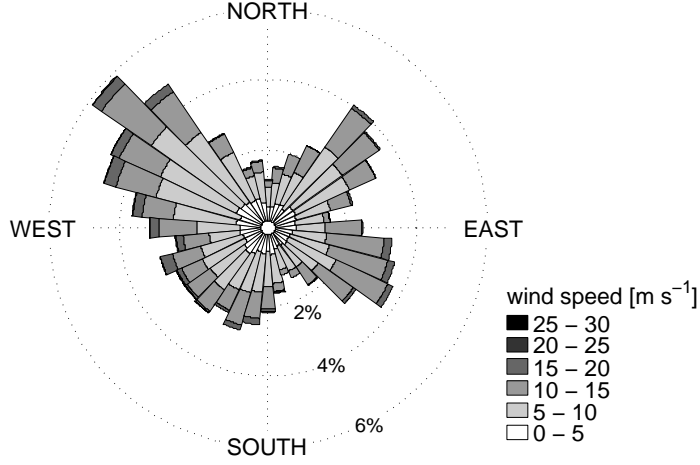 NORTH
WEST
EAST
2%
4%
6%
SOUTH
wind speed [m s⁻¹]
25 – 30
20 – 25
15 – 20
10 – 15
5 – 10
0 – 5